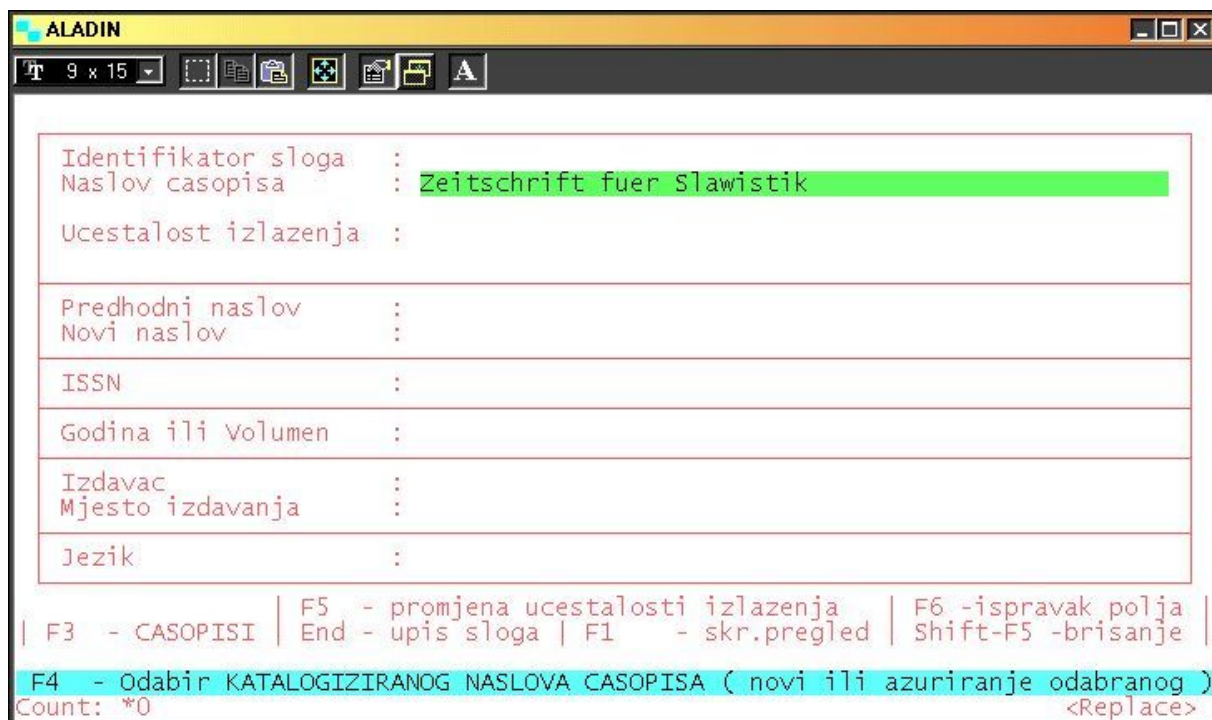 ALADIN
9 x 15
A
Identifikator sloga :
Naslov casopisa : Zeitschrift fuer Slawistik
Ucestalost izlazenja :
Predhodni naslov :
Novi naslov :
ISSN :
Godina ili Volumen :
Izdavac :
Mjesto izdavanja :
Jezik :
| F5 - promjena ucestalosti izlazenja | F6 -ispravak polja |
| F3 - CASOPISI | End - upis sloga | F1 - skr.pregled | Shift-F5 -brisanje |
F4 - Odabir KATALOGIZIRANOG NASLOVA CASOPISA ( novi ili azuriranje odabranog )
Count: *0 <Replace>